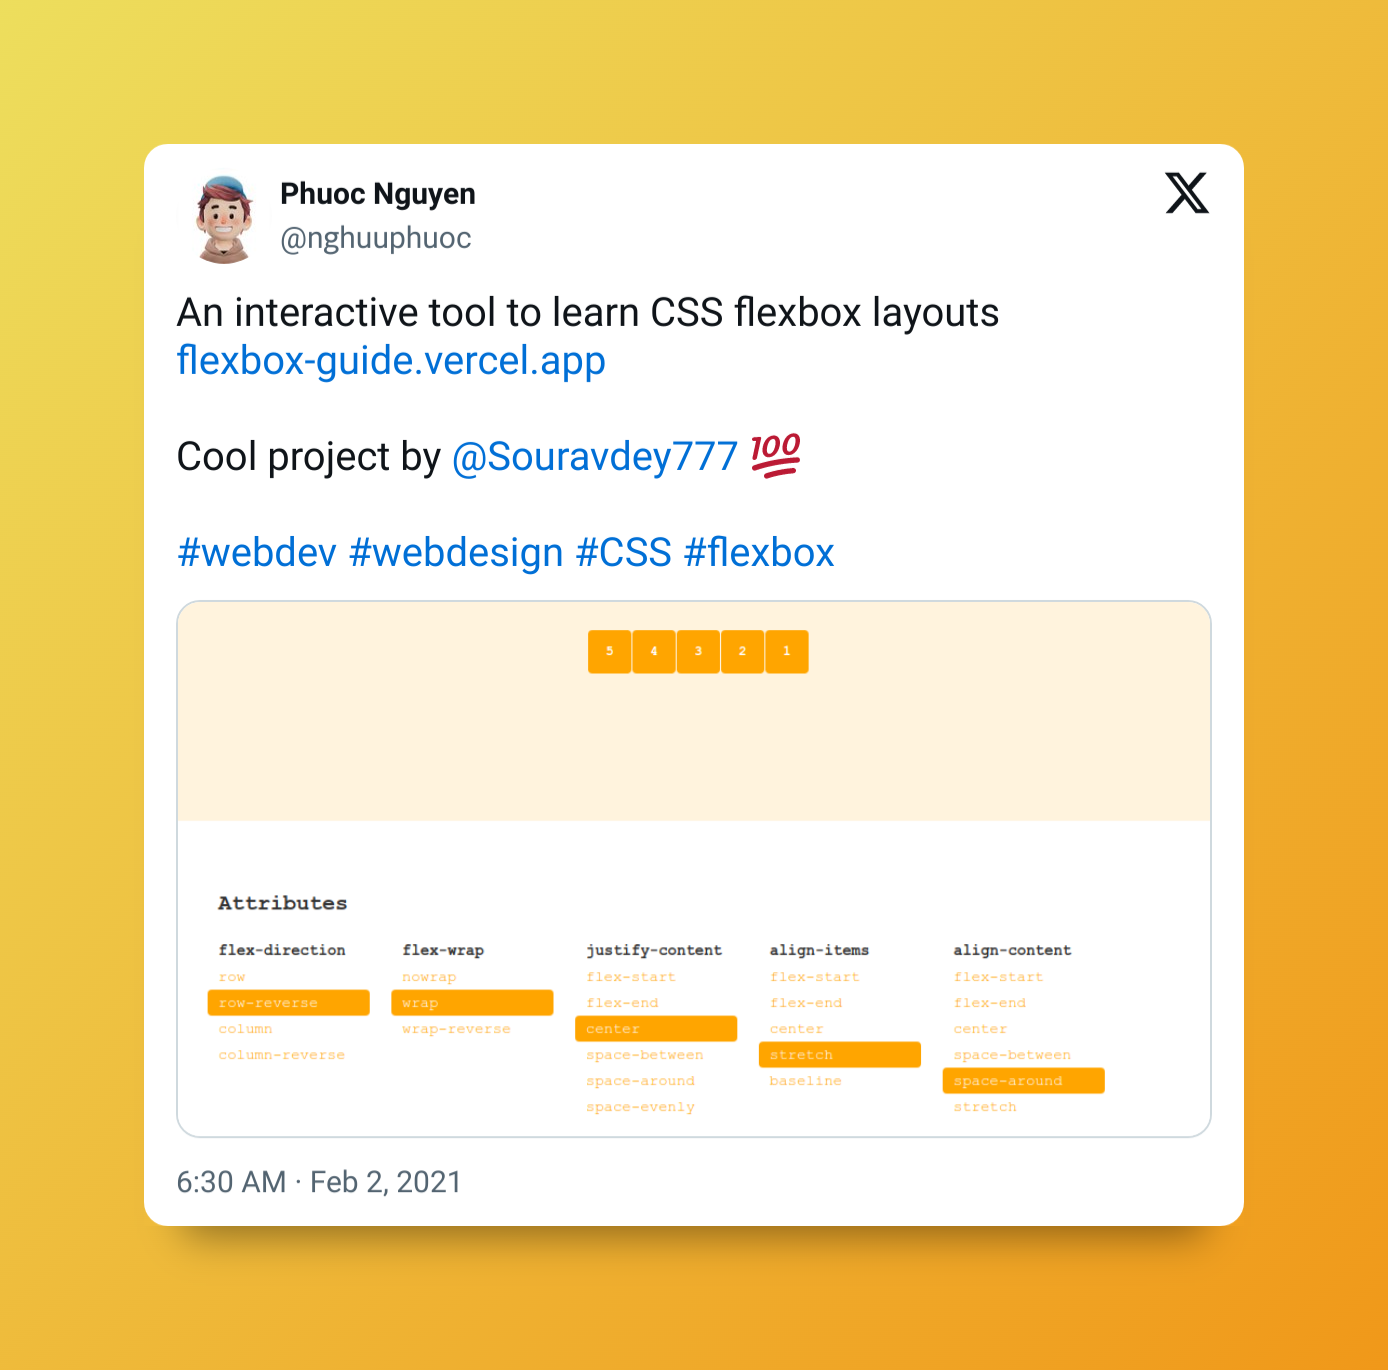 Phuoc Nguyen
@nghuuphuoc
An interactive tool to learn CSS flexbox layouts
flexbox-guide.vercel.app
Cool project by @Souravdey777 💯
#webdev #webdesign #CSS #flexbox
5 4 3 2 1
Attributes
flex-direction flex-wrap justify-content align-items align-content
row nowrap flex-start flex-start flex-start
row-reverse wrap flex-end flex-end flex-end
column wrap-reverse center center center
column-reverse space-between stretch space-between
space-around baseline space-around
space-evenly stretch
6:30 AM · Feb 2, 2021